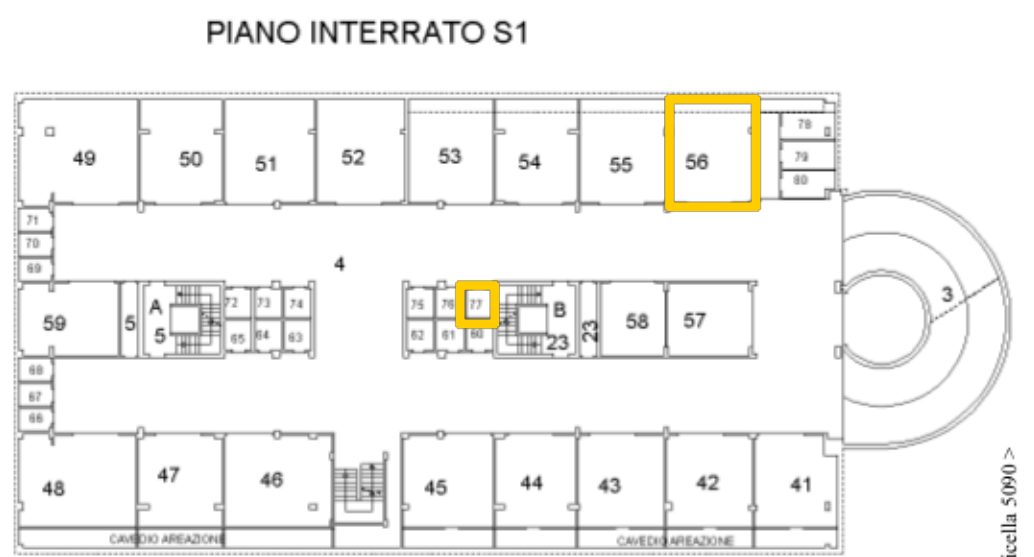 PIANO INTERRATO S1
49 50 51 52 53 54 55 56 78
79
80
71
70
69
4
3
59 5 A 5 72 73 74 75 76 77 B 23 23 58 57
65 64 63 62 61 60
68
67
66
48 47 46 45 44 43 42 41
CAVEDIO AREAZIONE CAVEDIO AREAZIONE
icella 5090 >